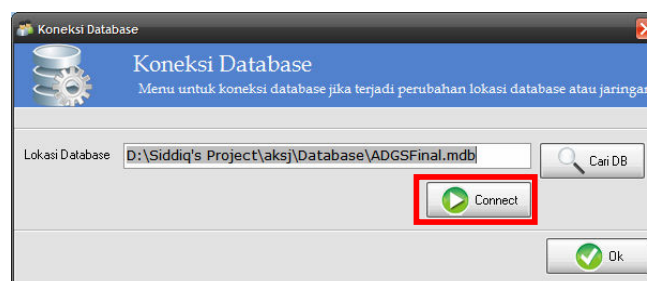 Koneksi Database
Koneksi Database
Menu untuk koneksi database jika terjadi perubahan lokasi database atau jaringan
Lokasi Database D:\Siddiq's Project\aksj\Database\ADGSFinal.mdb Cari DB
Connect
Ok